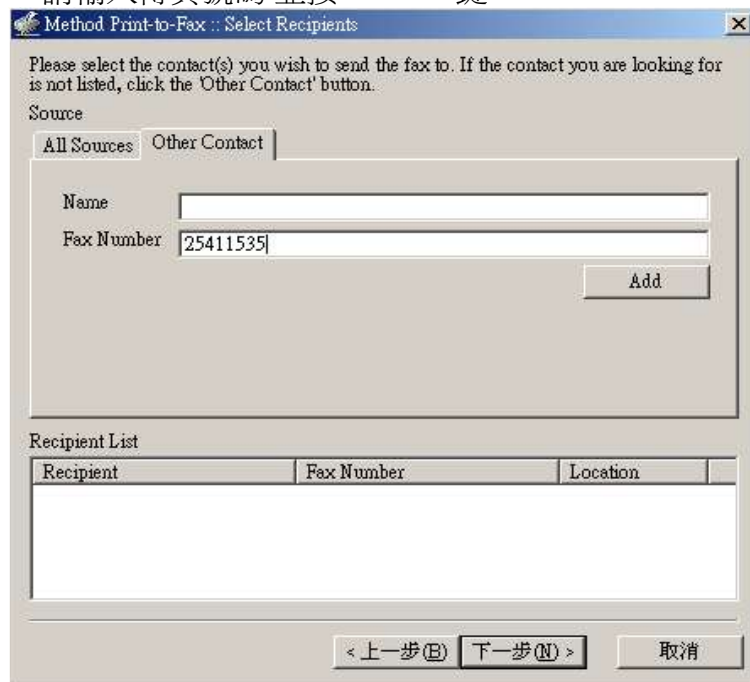 Method Print-to-Fax :: Select Recipients
Please select the contact(s) you wish to send the fax to. If the contact you are looking for
is not listed, click the 'Other Contact' button.
Source
All Sources Other Contact
Name
Fax Number 25411535
Add
Recipient List
Recipient Fax Number Location
<上一步(B) 下一步(N)> 取消